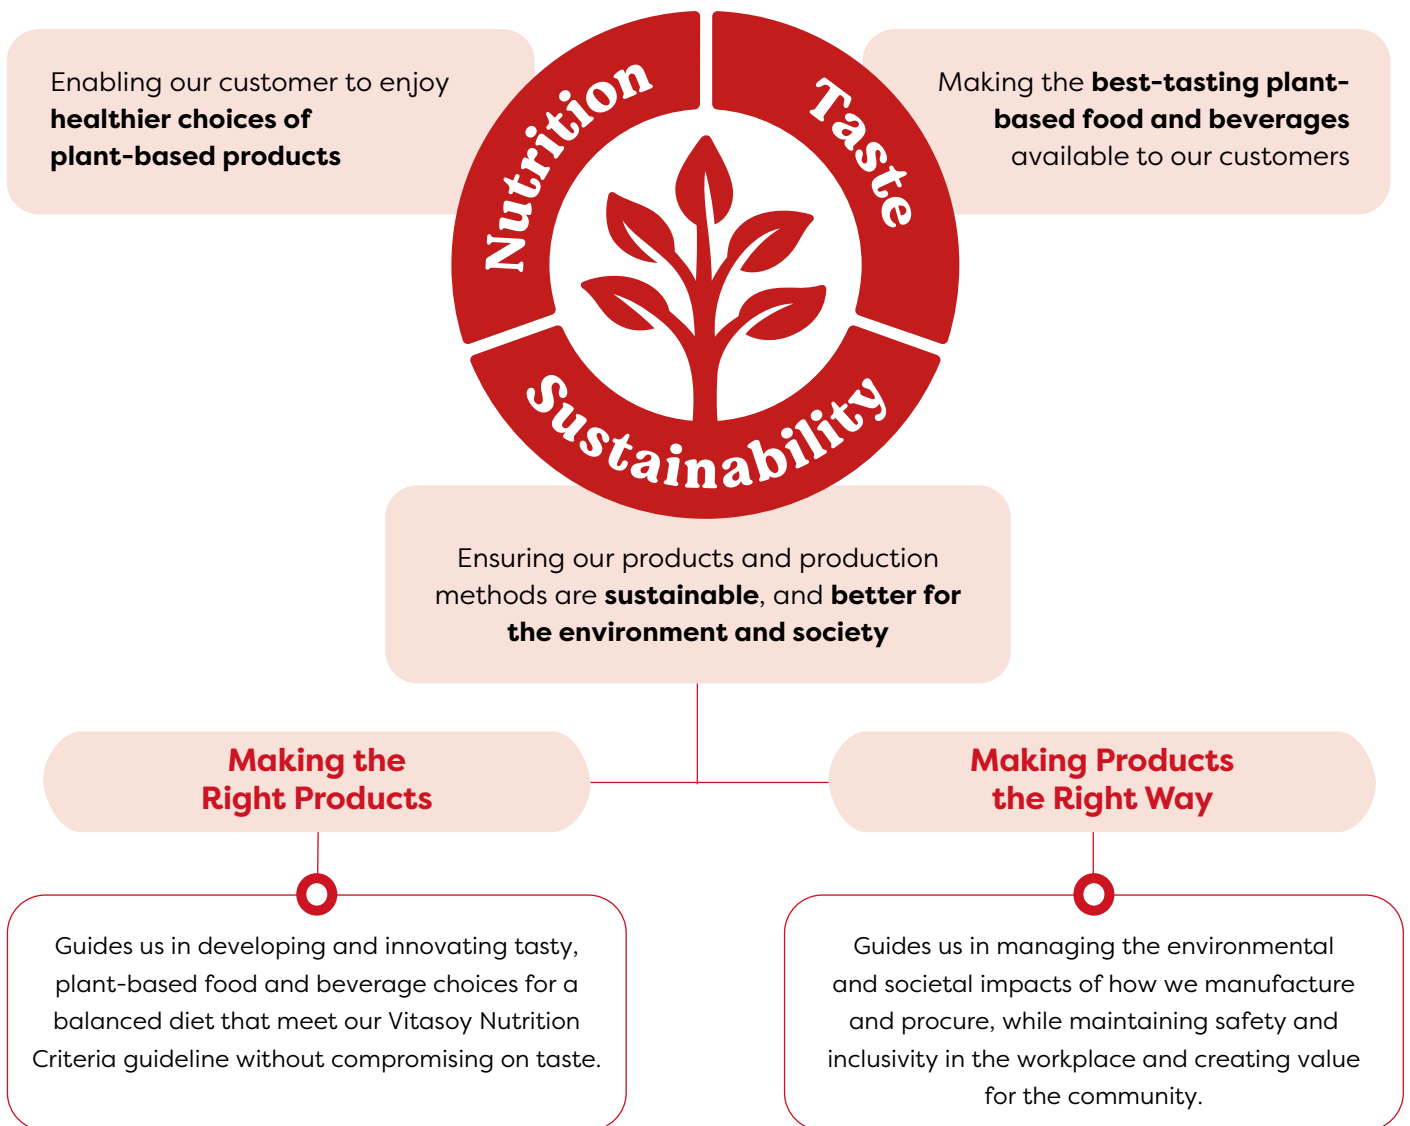 Enabling our customer to enjoy
healthier choices of
plant-based products
Nutrition
Taste
Making the best-tasting plant-
based food and beverages
available to our customers
Sustainability
Ensuring our products and production
methods are sustainable, and better for
the environment and society
Making the
Right Products
Guides us in developing and innovating tasty,
plant-based food and beverage choices for a
balanced diet that meet our Vitasoy Nutrition
Criteria guideline without compromising on taste.
Making Products
the Right Way
Guides us in managing the environmental
and societal impacts of how we manufacture
and procure, while maintaining safety and
inclusivity in the workplace and creating value
for the community.